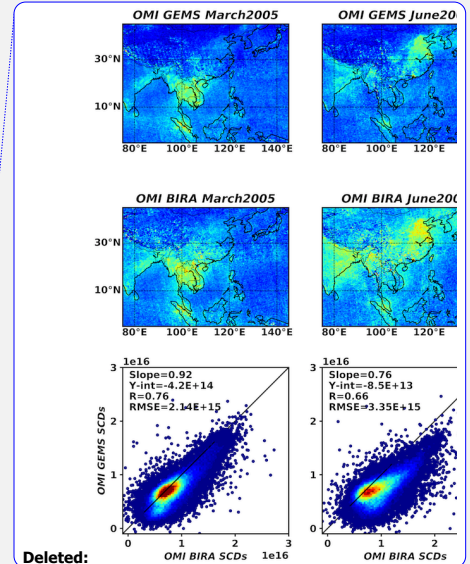 OMI GEMS March2005
OMI GEMS June20
30°N
10°N
80°E 100°E 120°E 140°E
80°E 100°E 120°E
OMI BIRA March2005
OMI BIRA June20
30°N
10°N
80°E 100°E 120°E 140°E
80°E 100°E 120°E
1e16
Slope=0.92
Y-int=-4.2E+14
R=0.76
RMSE=2.14E+15
OMI GEMS SCDs
3
2
1
0
0 1 2 3
1e16
OMI BIRA SCDs
1e16
Slope=0.76
Y-int=-8.5E+13
R=0.66
RMSE=3.35E+15
3
2
1
0
0 1 2
OMI BIRA SCDs
Deleted: